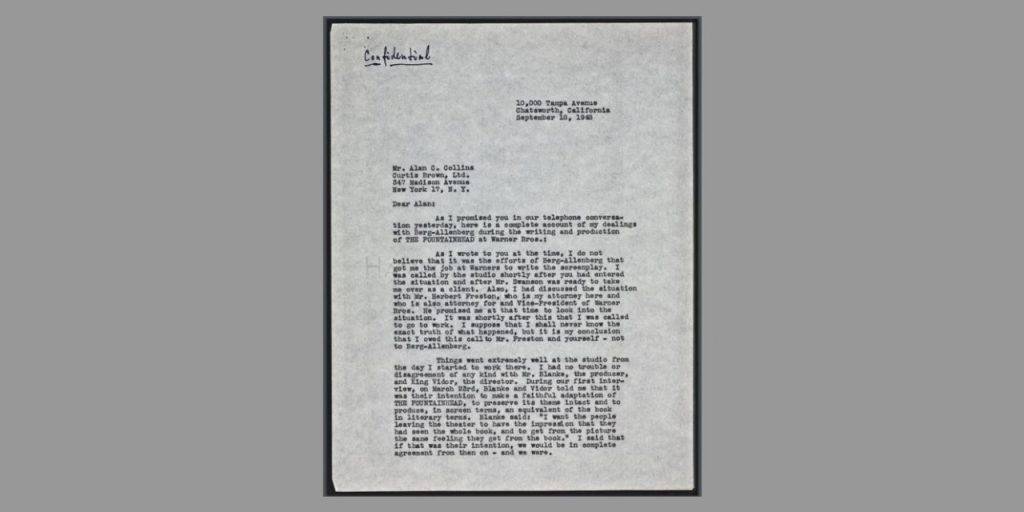 Confidential
10,000 Tampa Avenue
Chatsworth, California
September 18, 1948
Mr. Alan C. Collins
Curtis Brown, Ltd.
347 Madison Avenue
New York 17, N. Y.
Dear Alan:
As I promised you in our telephone conversa-
tion yesterday, here is a complete account of my dealings
with Berg-Allenberg during the writing and production
of THE FOUNTAINHEAD at Warner Bros.:
As I wrote to you at the time, I do not
believe that it was the efforts of Berg-Allenberg that
got me the job at Warners to write the screenplay. I
was called by the studio shortly after you had entered
the situation and after Mr. Swanson was ready to take
me over as a client. Also, I had discussed the situation
with Mr. Herbert Freston, who is my attorney here and
who is also attorney for and Vice-President of Warner
Bros. He promised me at that time to look into the
situation. It was shortly after this that I was called
to go to work. I suppose that I shall never know the
exact truth of what happened, but it is my conclusion
that I owed this call to Mr. Freston and yourself - not
to Berg-Allenberg.
Things went extremely well at the studio from
the day I started to work there. I had no trouble or
disagreement of any kind with Mr. Blanke, the producer,
and King Vidor, the director. During our first inter-
view, on March 23rd, Blanke and Vidor told me that it
was their intention to make a faithful adaptation of
THE FOUNTAINHEAD, to preserve its theme intact and to
produce, in screen terms, an equivalent of the book
in literary terms. Blanke said: "I want the people
leaving the theater to have the impression that they
had seen the whole book, and to get from the picture
the same feeling they get from the book." I said that
if that was their intention, we would be in complete
agreement from then on - and we were.